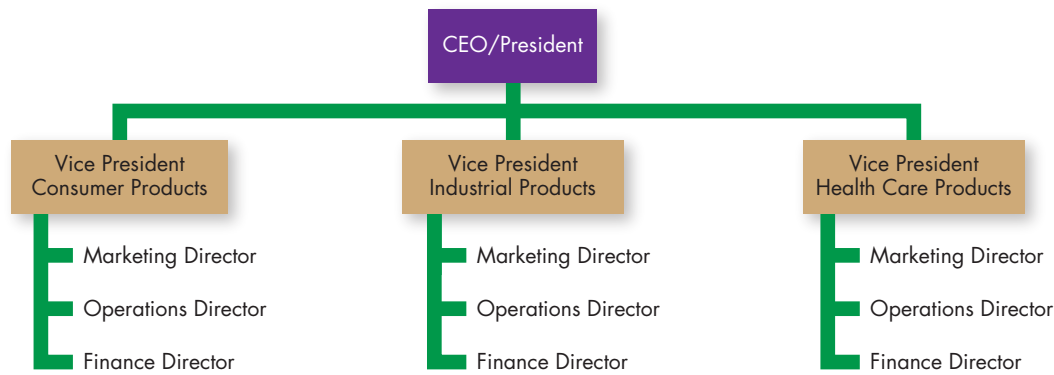 CEO/President
Vice President
Consumer Products
Marketing Director
Operations Director
Finance Director
Vice President
Industrial Products
Marketing Director
Operations Director
Finance Director
Vice President
Health Care Products
Marketing Director
Operations Director
Finance Director